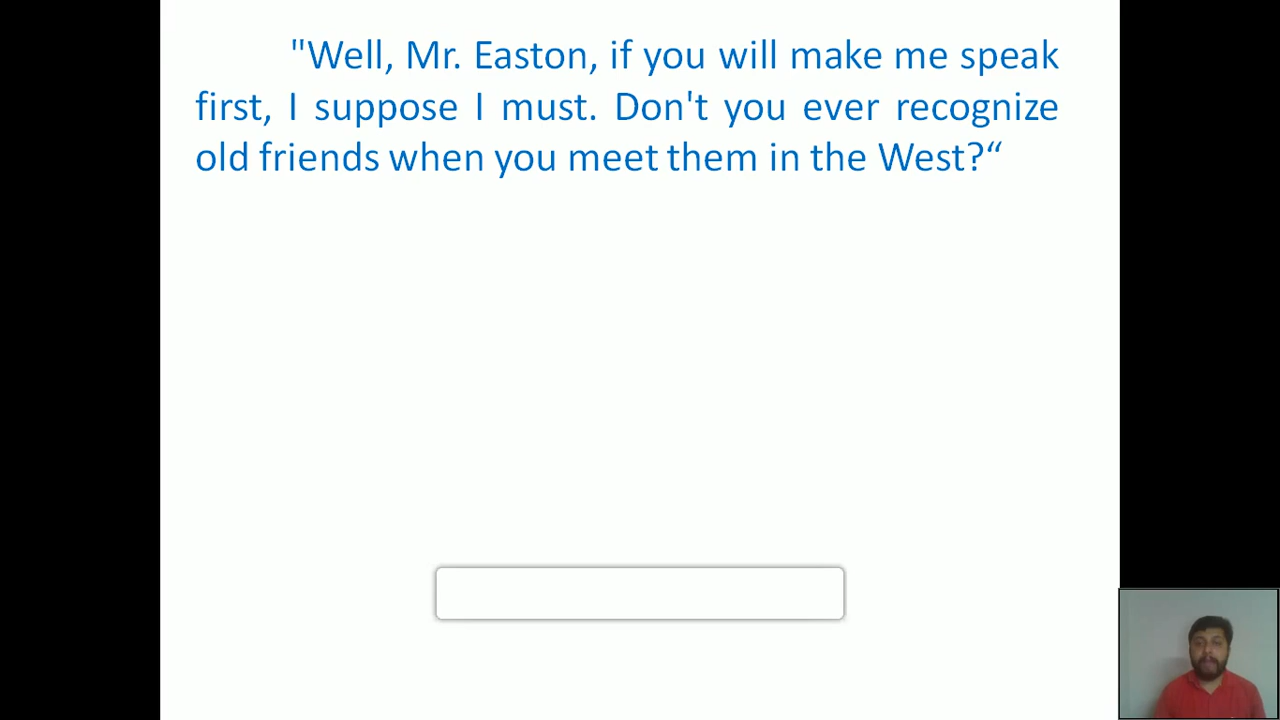 "Well, Mr. Easton, if you will make me speak
first, I suppose I must. Don't you ever recognize
old friends when you meet them in the West?“